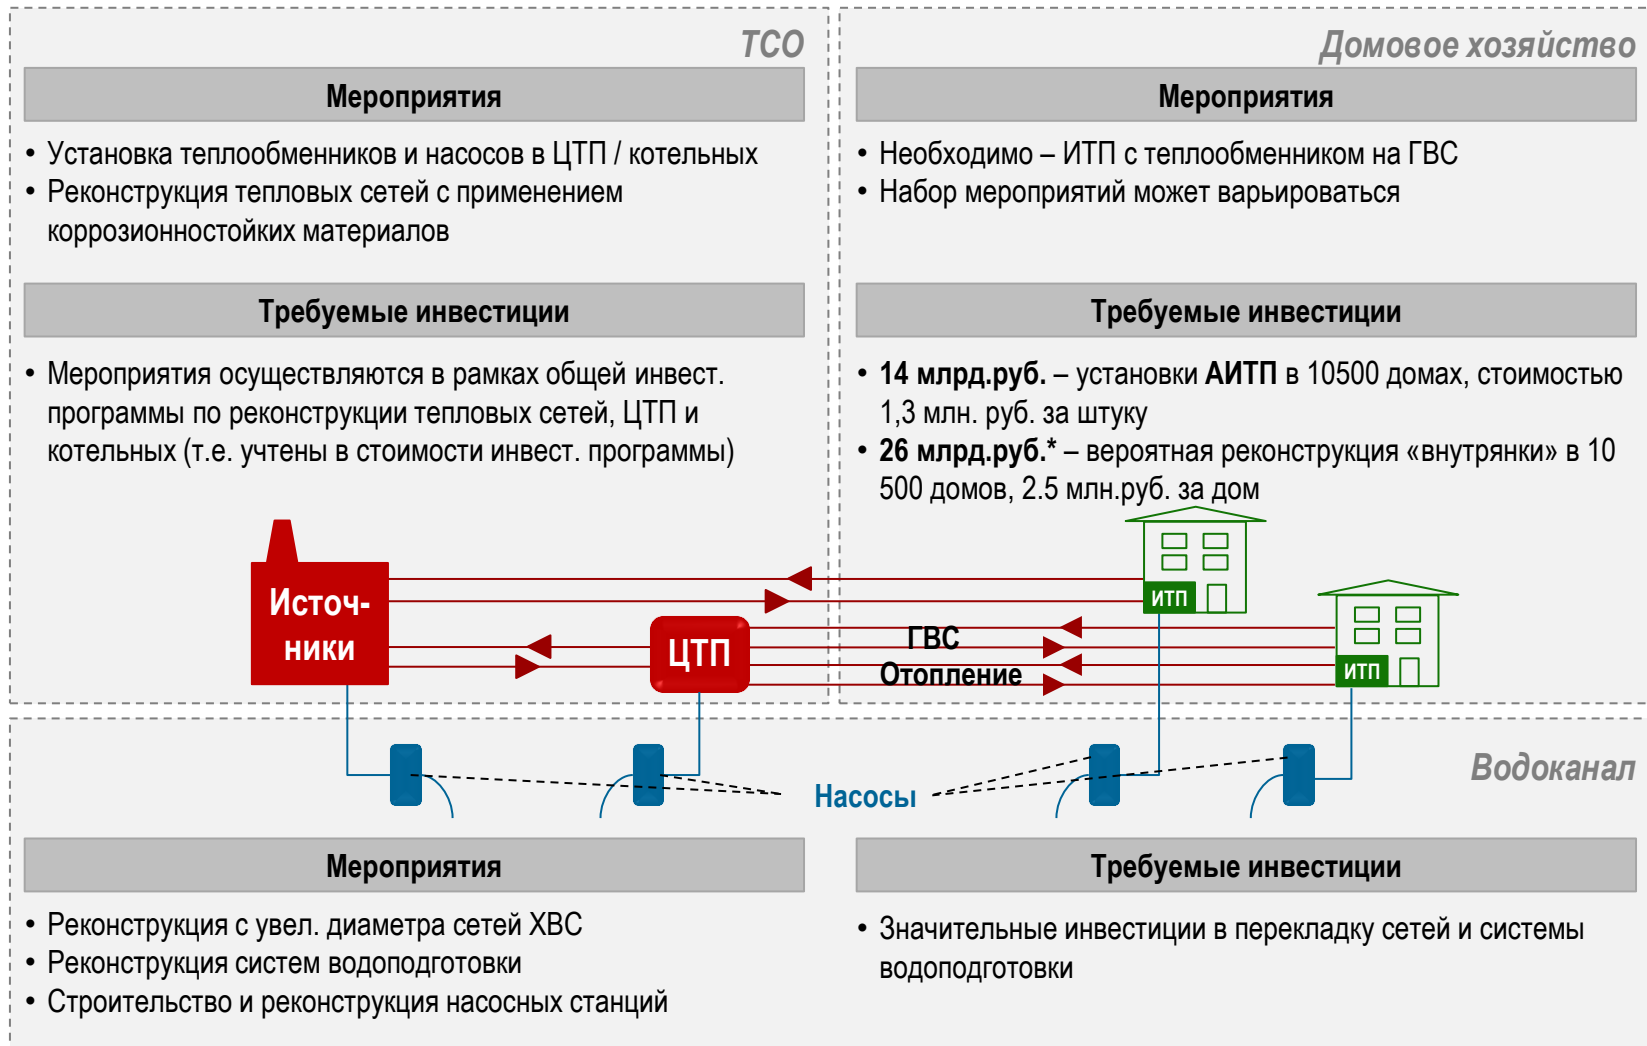 ТСО
Мероприятия
• Установка теплообменников и насосов в ЦТП / котельных
• Реконструкция тепловых сетей с применением
коррозионностойких материалов
Требуемые инвестиции
• Мероприятия осуществляются в рамках общей инвест.
программы по реконструкции тепловых сетей, ЦТП и
котельных (т.е. учтены в стоимости инвест. программы)
Домовое хозяйство
Мероприятия
• Необходимо – ИТП с теплообменником на ГВС
• Набор мероприятий может варьироваться
Требуемые инвестиции
• 14 млрд.руб. – установки АИТП в 10500 домах, стоимостью
1,3 млн. руб. за штуку
• 26 млрд.руб.* – вероятная реконструкция «внутрянки» в 10
500 домов, 2.5 млн.руб. за дом
Источ-
ники
ЦТП
ГВС
Отопление
ИТП
ИТП
Водоканал
Насосы
Мероприятия
• Реконструкция с увел. диаметра сетей ХВС
• Реконструкция систем водоподготовки
• Строительство и реконструкция насосных станций
Требуемые инвестиции
• Значительные инвестиции в перекладку сетей и системы
водоподготовки